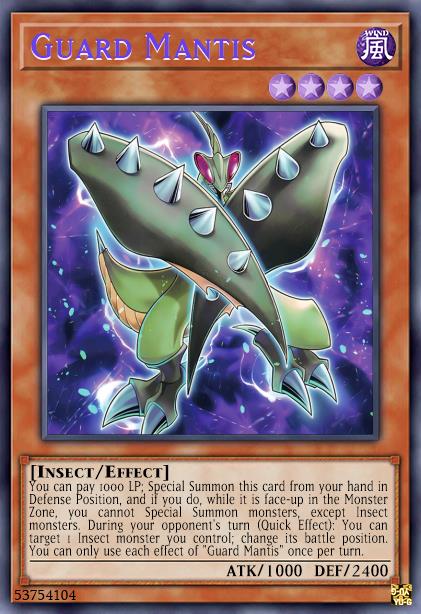 GUARD MANTIS
WIND
風
[INSECT/EFFECT]
You can pay 1000 LP; Special Summon this card from your hand in
Defense Position, and if you do, while it is face-up in the Monster
Zone, you cannot Special Summon monsters, except Insect
monsters. During your opponent's turn (Quick Effect): You can
target 1 Insect monster you control; change its battle position.
You can only use each effect of "Guard Mantis" once per turn.
ATK/1000 DEF/2400
53754104